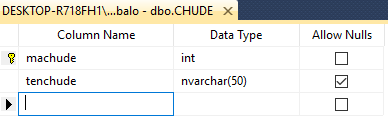 DESKTOP-R718FH1\...balo - dbo.CHUDE
Column Name Data Type Allow Nulls
machude int
tenchude nvarchar(50)